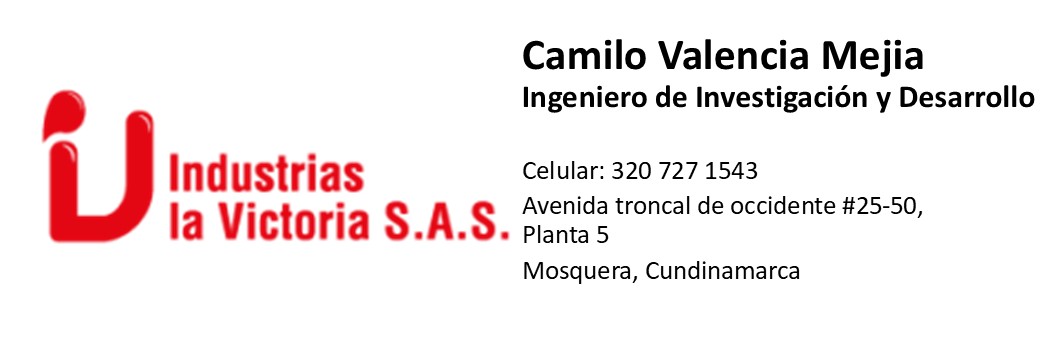 Industrias
la Victoria S.A.S.
Camilo Valencia Mejia
Ingeniero de Investigación y Desarrollo
Celular: 320 727 1543
Avenida troncal de occidente #25-50,
Planta 5
Mosquera, Cundinamarca